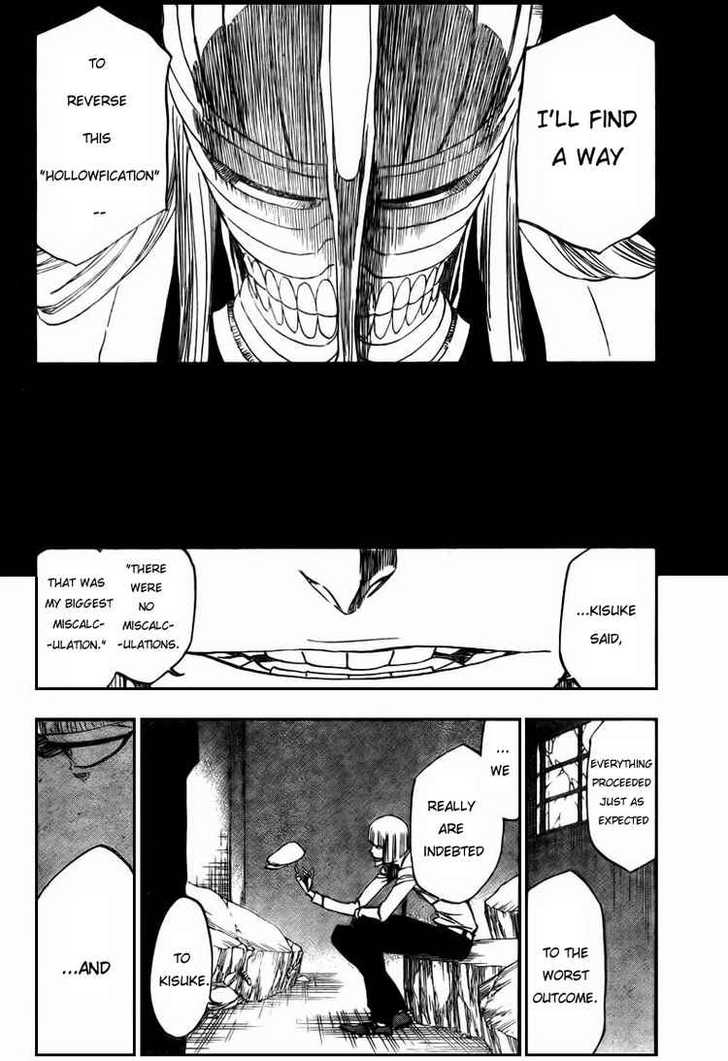 I'LL FIND
A WAY
TO
REVERSE
THIS
"HOLLOWFICATION"
--
...KISUKE
SAID,
"THERE
WERE
NO
MISCALC-
-ULATIONS.
THAT WAS
MY BIGGEST
MISCALC-
-ULATION."
EVERYTHING
PROCEEDED
JUST AS
EXPECTED
TO THE
WORST
OUTCOME.
...
WE
REALLY
ARE
INDEBTED
TO
KISUKE.
...AND